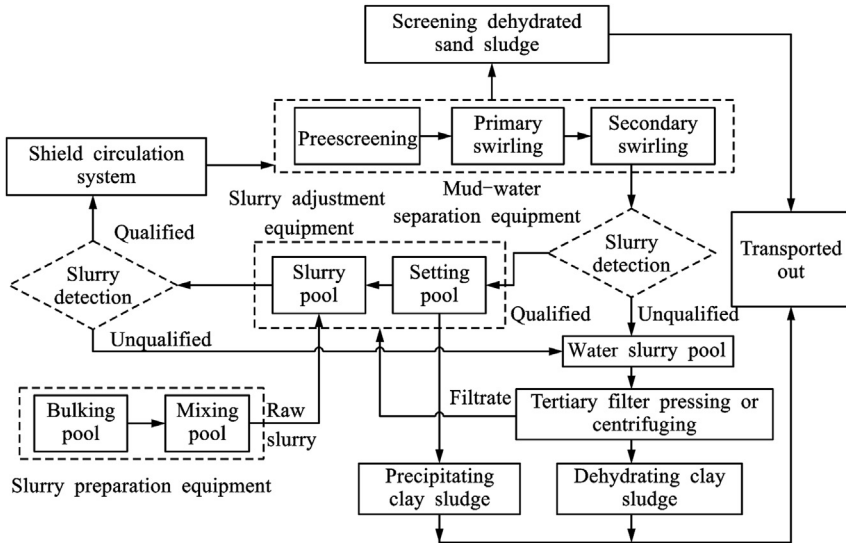 Screening dehydrated
sand sludge
Preescreening
Primary
swirling
Secondary
swirling
Shield circulation
system
Slurry adjustment
equipment
Mud-water
separation equipment
Qualified
Slurry
detection
Slurry
pool
Setting
pool
Slurry
detection
Transported
out
Qualified
Unqualified
Unqualified
Water slurry pool
Bulking
pool
Mixing
pool
Raw
slurry
Filtrate
Tertiary filter pressing or
centrifuging
Slurry preparation equipment
Precipitating
clay sludge
Dehydrating clay
sludge